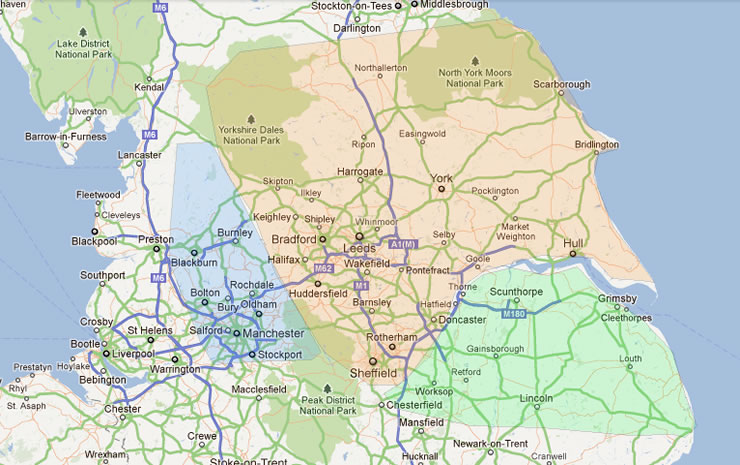 haven
M6
Stockton-on-Tees
Middlesbrough
Darlington
Lake District
National Park
Northallerton
North York Moors
National Park
Kendal
Scarborough
Ulverston
Yorkshire Dales
National Park
Barrow-in-Furness
M6
Easingwold
Ripon
Bridlington
Lancaster
Harrogate
York
Skipton
Pocklington
Fleetwood
Ilkley
Cleveleys
Keighley
Shipley
Whinmoor
Market
Weighton
Blackpool
Preston
Burnley
Bradford
Leeds
A1(M)
Selby
Hull
Blackburn
Halifax
M62
Wakefield
Pontefract
Goole
Southport
M6
Rochdale
Huddersfield
M1
Thorne
Scunthorpe
Grimsby
Bolton
Bury
Oldham
Barnsley
Hatfield
Cleethorpes
Crosby
St Helens
Salford
Manchester
Doncaster
M180
Bootle
Liverpool
Stockport
Rotherham
Gainsborough
Louth
Prestatyn
Hoylake
Warrington
Sheffield
Retford
Rhyl
Bebington
Macclesfield
Peak District
National Park
Worksop
Lincoln
St. Asaph
Chester
Chesterfield
Mansfield
Crewe
Newark-on-Trent
Wrexham
Hucknall
Cranwell
Stoke-on-Trent